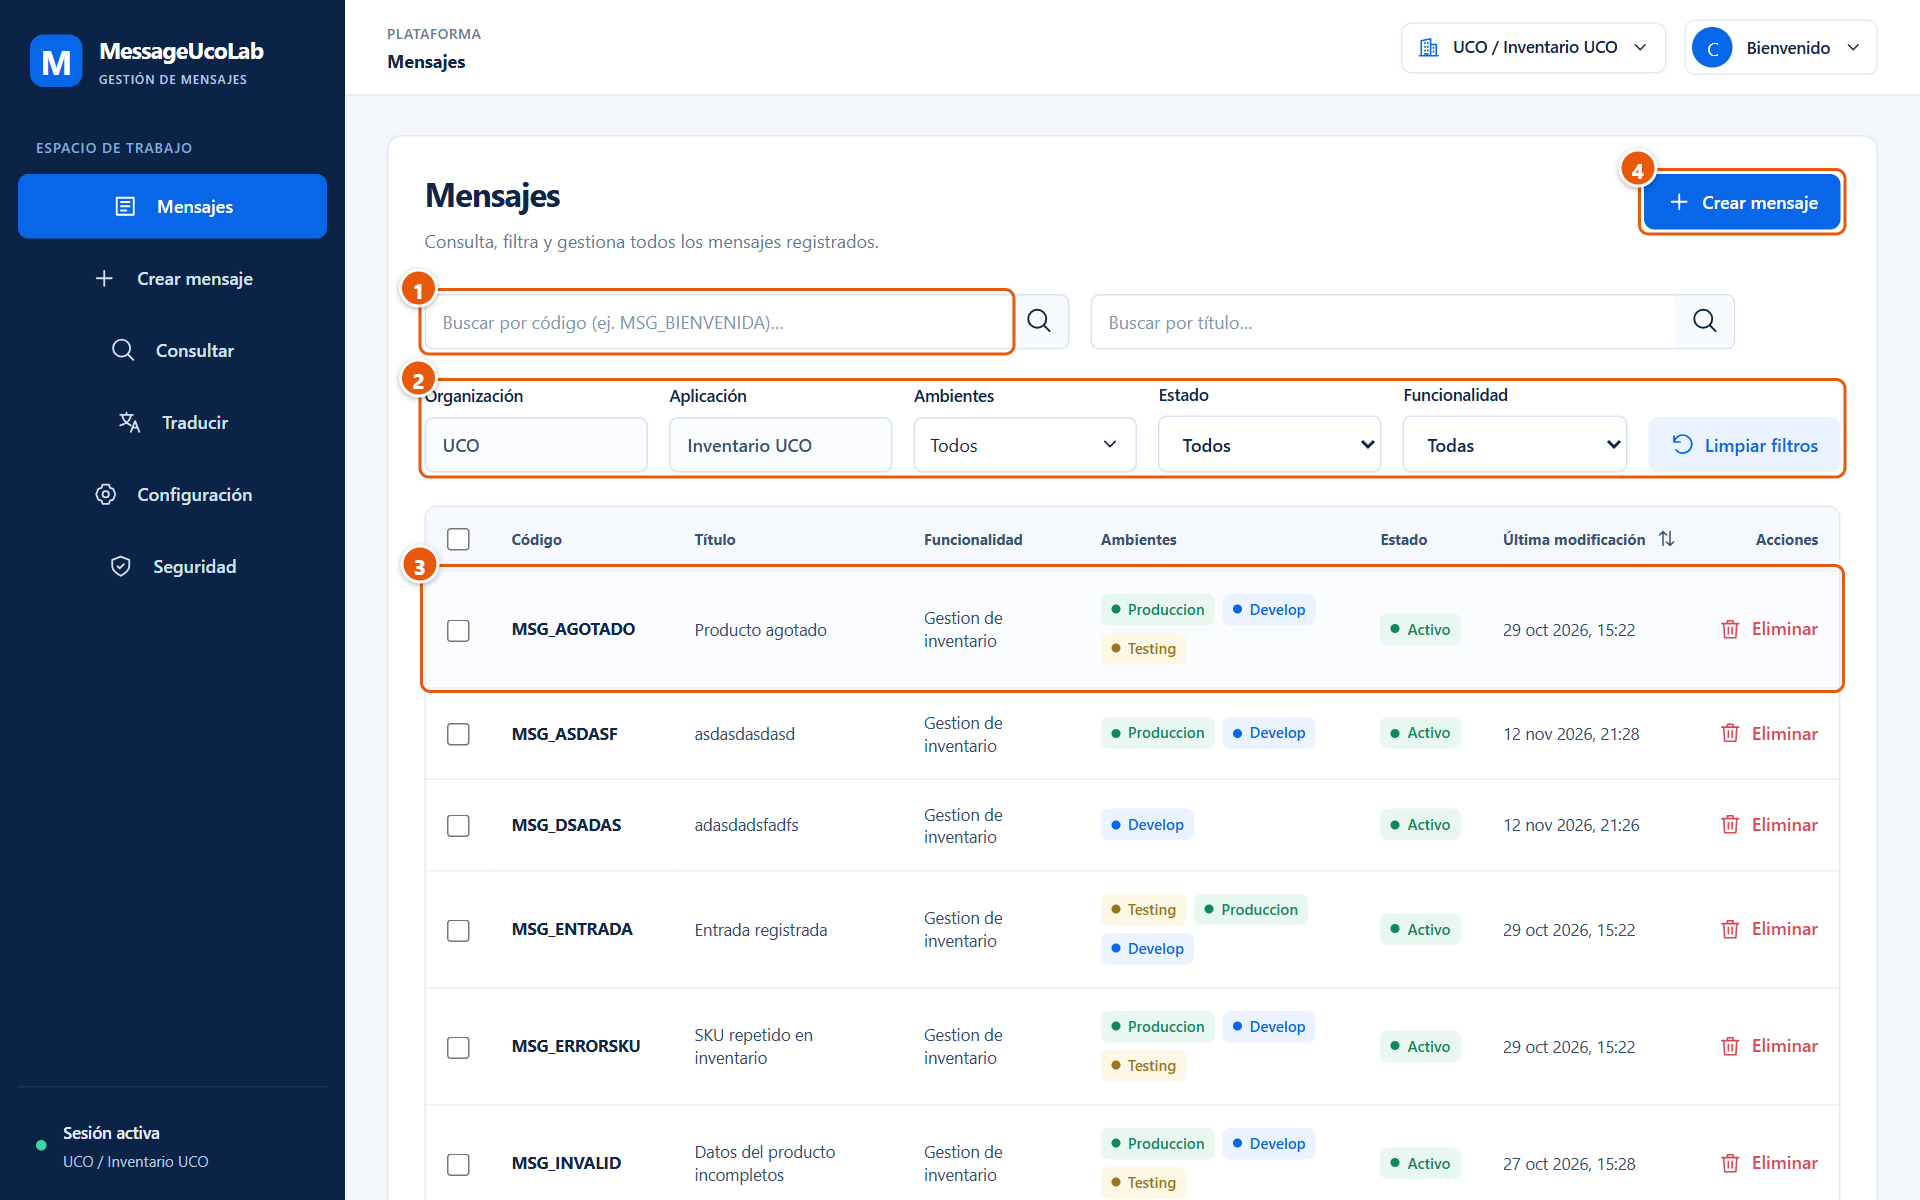 M
MessageUcoLab
GESTIÓN DE MENSAJES
ESPACIO DE TRABAJO
Mensajes
Crear mensaje
Consultar
Traducir
Configuración
Seguridad
Sesión activa
UCO / Inventario UCO
PLATAFORMA
Mensajes
UCO / Inventario UCO
C Bienvenido
Mensajes
Consulta, filtra y gestiona todos los mensajes registrados.
4
Crear mensaje
1
Buscar por código (ej. MSG_BIENVENIDA)...
Buscar por título...
2
Organización Aplicación Ambientes Estado Funcionalidad
UCO Inventario UCO Todos Todos Todas Limpiar filtros
Código Título Funcionalidad Ambientes Estado Última modificación Acciones
3
MSG_AGOTADO Producto agotado Gestion de inventario Produccion Develop Testing Activo 29 oct 2026, 15:22 Eliminar
MSG_ASDASF asdasdasdasd Gestion de inventario Produccion Develop Activo 12 nov 2026, 21:28 Eliminar
MSG_DSADAS adasdadsfadfs Gestion de inventario Develop Activo 12 nov 2026, 21:26 Eliminar
MSG_ENTRADA Entrada registrada Gestion de inventario Testing Produccion Develop Activo 29 oct 2026, 15:22 Eliminar
MSG_ERRORSKU SKU repetido en inventario Gestion de inventario Produccion Develop Testing Activo 29 oct 2026, 15:22 Eliminar
MSG_INVALID Datos del producto incompletos Gestion de inventario Produccion Develop Testing Activo 27 oct 2026, 15:28 Eliminar